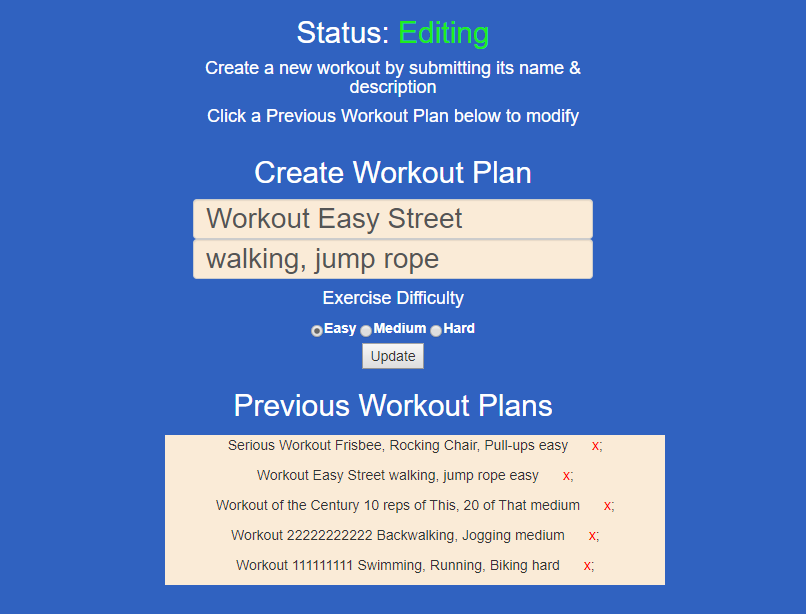 Status: Editing
Create a new workout by submitting its name &
description
Click a Previous Workout Plan below to modify
Create Workout Plan
Workout Easy Street
walking, jump rope
Exercise Difficulty
Easy Medium Hard
Update
Previous Workout Plans
Serious Workout Frisbee, Rocking Chair, Pull-ups easy x;
Workout Easy Street walking, jump rope easy x;
Workout of the Century 10 reps of This, 20 of That medium x;
Workout 22222222222 Backwalking, Jogging medium x;
Workout 111111111 Swimming, Running, Biking hard x;